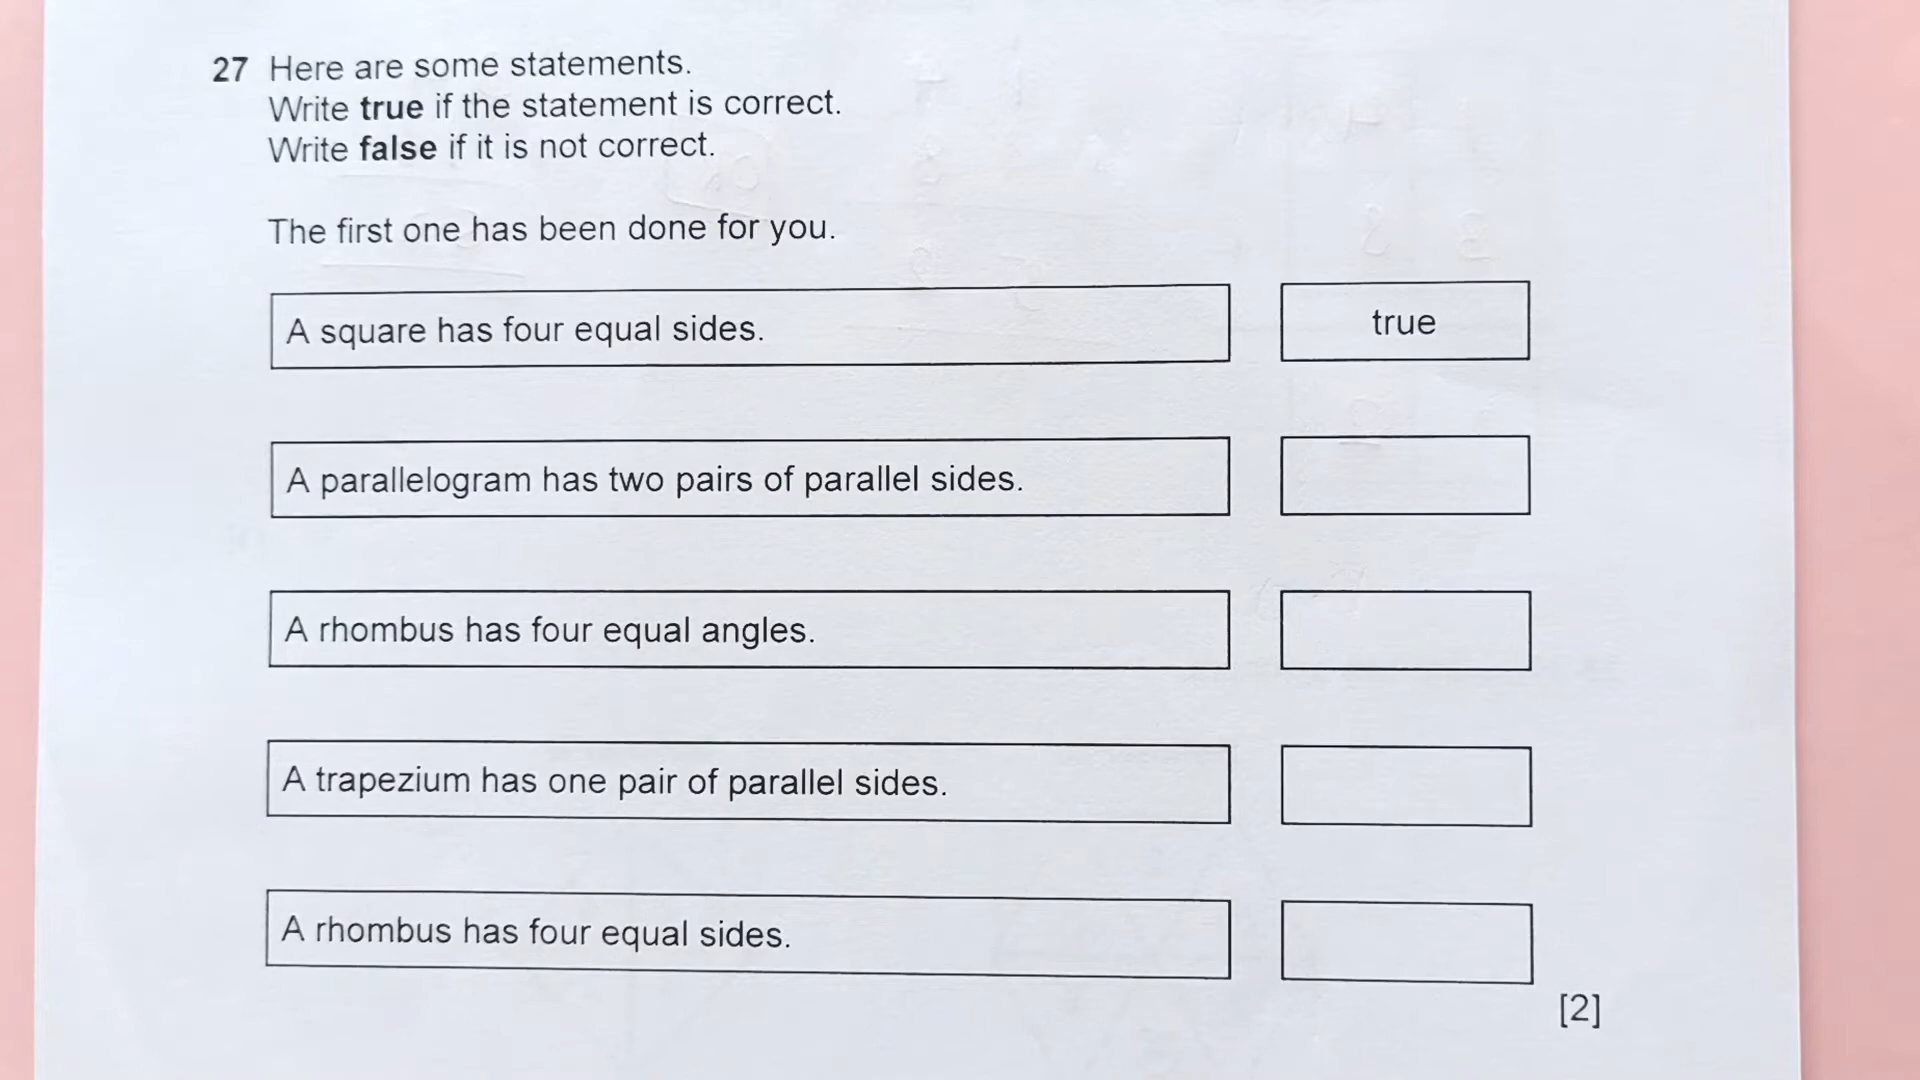 27 Here are some statements.
Write true if the statement is correct.
Write false if it is not correct.
The first one has been done for you.
A square has four equal sides. true
A parallelogram has two pairs of parallel sides.
A rhombus has four equal angles.
A trapezium has one pair of parallel sides.
A rhombus has four equal sides.
[2]